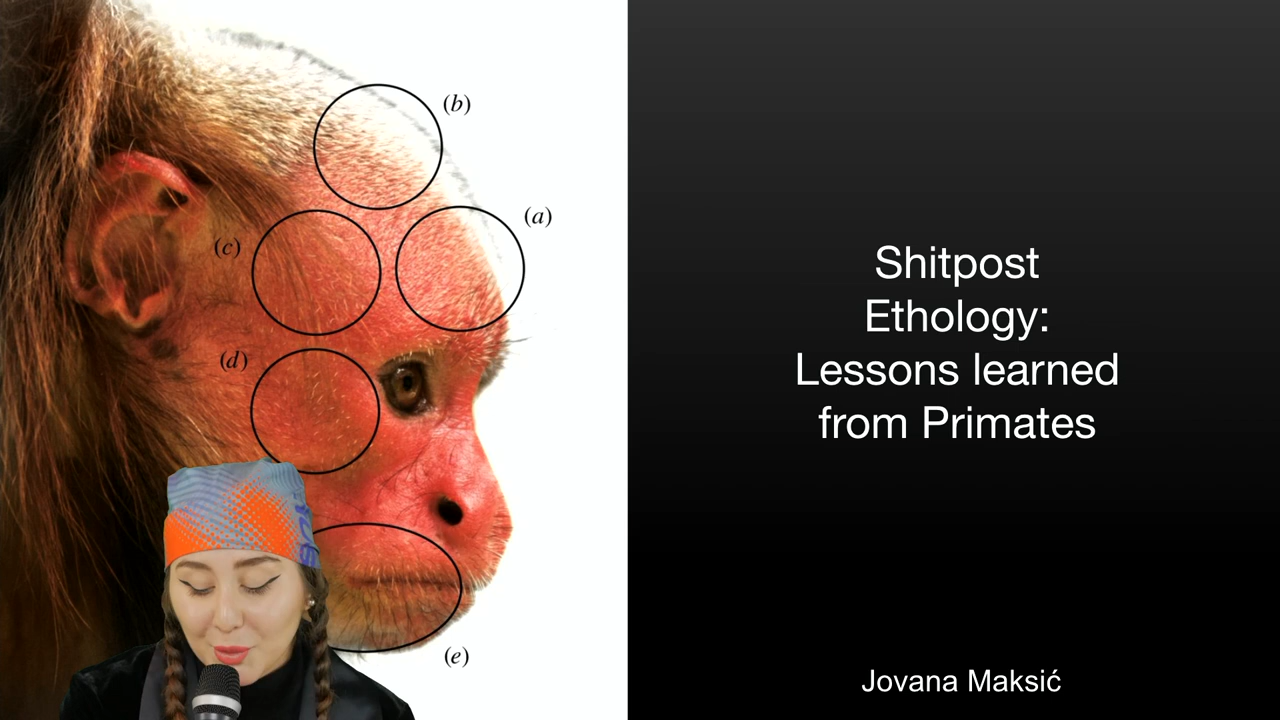 (b)
(a)
(c)
(d)
(e)
Shitpost
Ethology:
Lessons learned
from Primates
Jovana Maksić